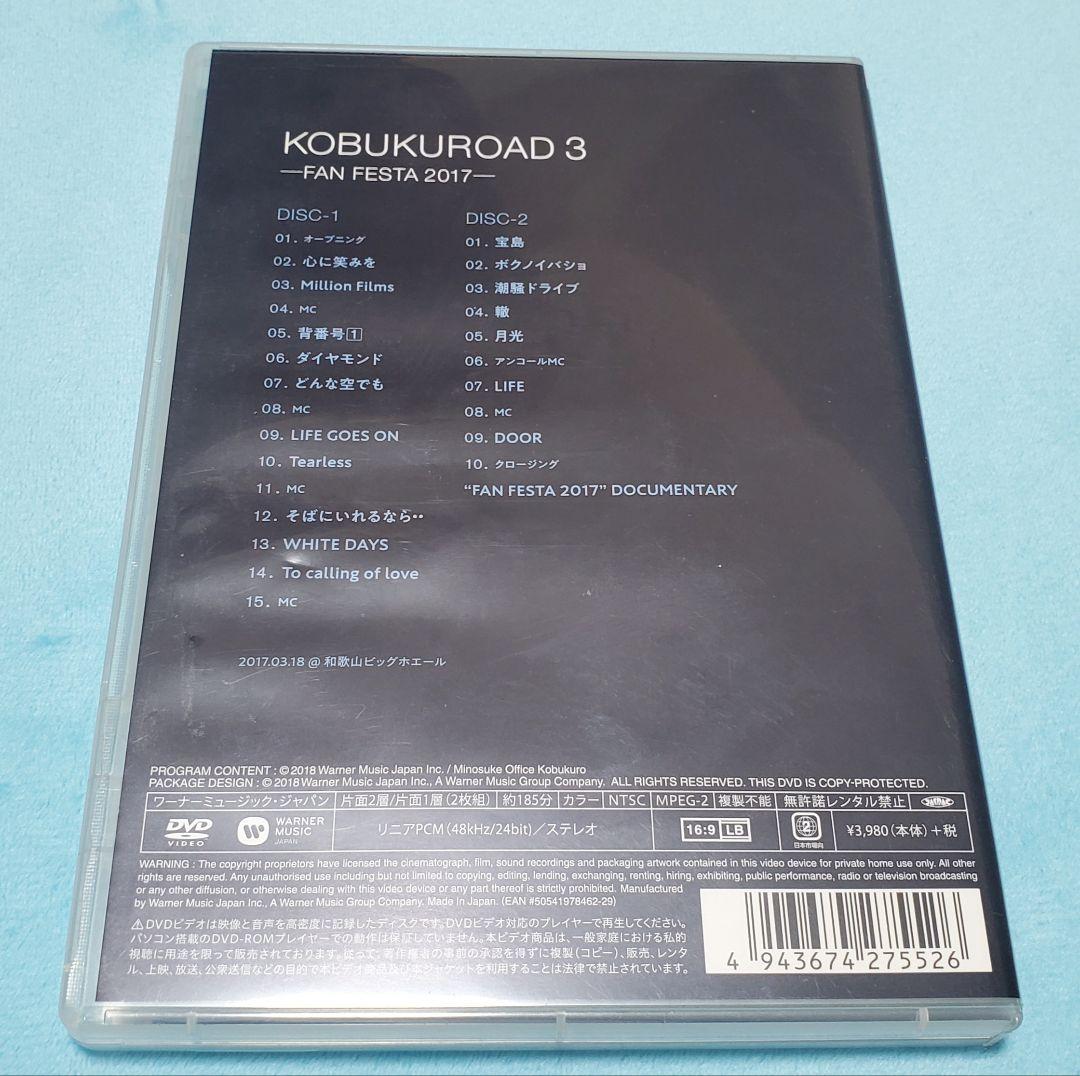 KOBUKUROAD 3
—FAN FESTA 2017—
DISC-1
01. オープニング
02. 心に笑みを
03. Million Films
04. MC
05. 背番号1
06. ダイヤモンド
07. どんな空でも
08. MC
09. LIFE GOES ON
10. Tearless
11. MC
12. そばにいれるなら··
13. WHITE DAYS
14. To calling of love
15. MC
DISC-2
01. 宝島
02. ボクノイバショ
03. 潮騒ドライブ
04. 轍
05. 月光
06. アンコールMC
07. LIFE
08. MC
09. DOOR
10. クロージング
“FAN FESTA 2017” DOCUMENTARY
2017.03.18 @ 和歌山ビッグホエール
PROGRAM CONTENT : © 2018 Warner Music Japan Inc. / Minosuke Office Kobukuro
PACKAGE DESIGN : © 2018 Warner Music Japan Inc., A Warner Music Group Company. ALL RIGHTS RESERVED. THIS DVD IS COPY-PROTECTED.
ワーナーミュージック・ジャパン 片面2層/片面1層(2枚組) 約185分 カラー NTSC MPEG-2 複製不能 無許諾レンタル禁止
DVD VIDEO WARNER MUSIC JAPAN リニアPCM(48kHz/24bit)/ステレオ 16:9 LB 2 日本市場向 ¥3,980(本体)+税
WARNING : The copyright proprietors have licensed the cinematograph, film, sound recordings and packaging artwork contained in this video device for private home use only. All other
rights are reserved. Any unauthorised use including but not limited to copying, editing, lending, exchanging, renting, hiring, exhibiting, public performance, radio or television broadcasting
or any other diffusion, or otherwise dealing with this video device or any part thereof is strictly prohibited. Manufactured
by Warner Music Japan Inc., A Warner Music Group Company. Made in Japan. (EAN #50541978462-29)
⚠DVDビデオは映像と音声を高密度に記録したディスクです。DVDビデオ対応のプレイヤーで再生してください。
パソコン搭載のDVD-ROMプレイヤーでの動作は保証していません。本ビデオ商品は、一般家庭における私的
視聴に用途を限って販売されております。従って、著作権者の事前の承認を得ずに複製(コピー)、販売、レンタ
ル、上映、放送、公衆送信などの目的で本ビデオ商品及び本ジャケットを利用することは法律で禁止されています。
4 943674 275526